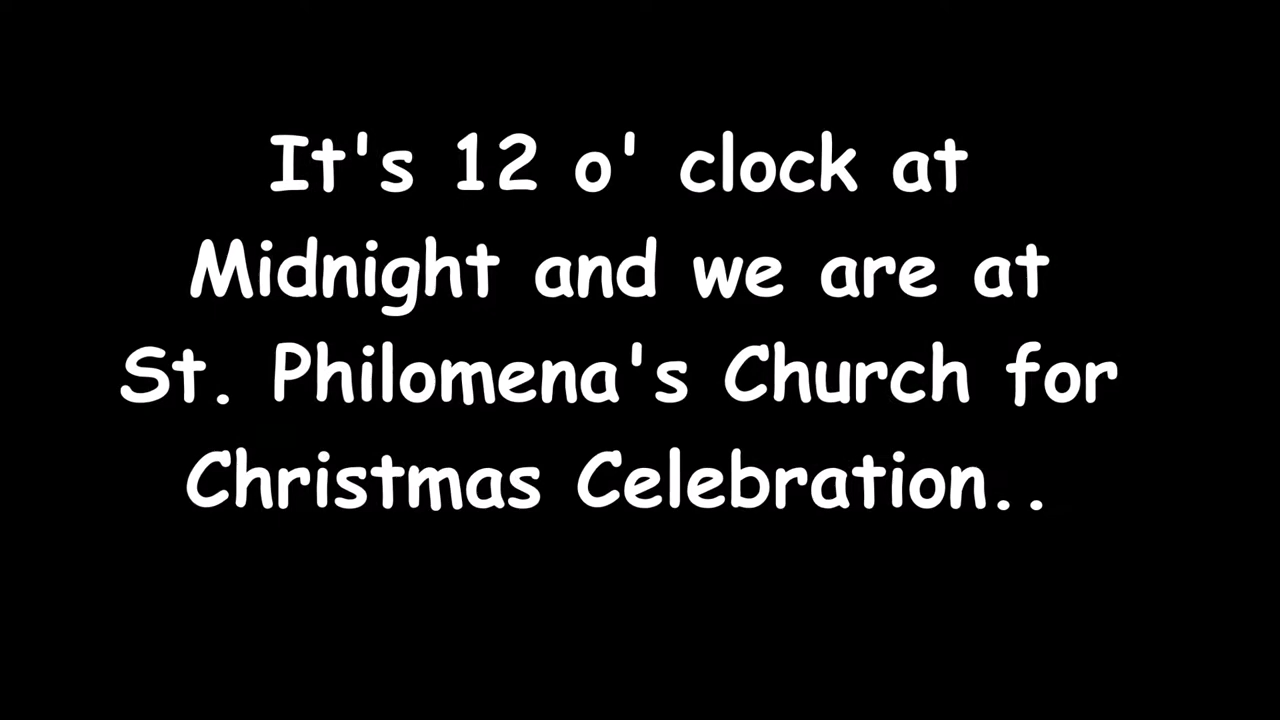 It's 12 o' clock at
Midnight and we are at
St. Philomena's Church for
Christmas Celebration..